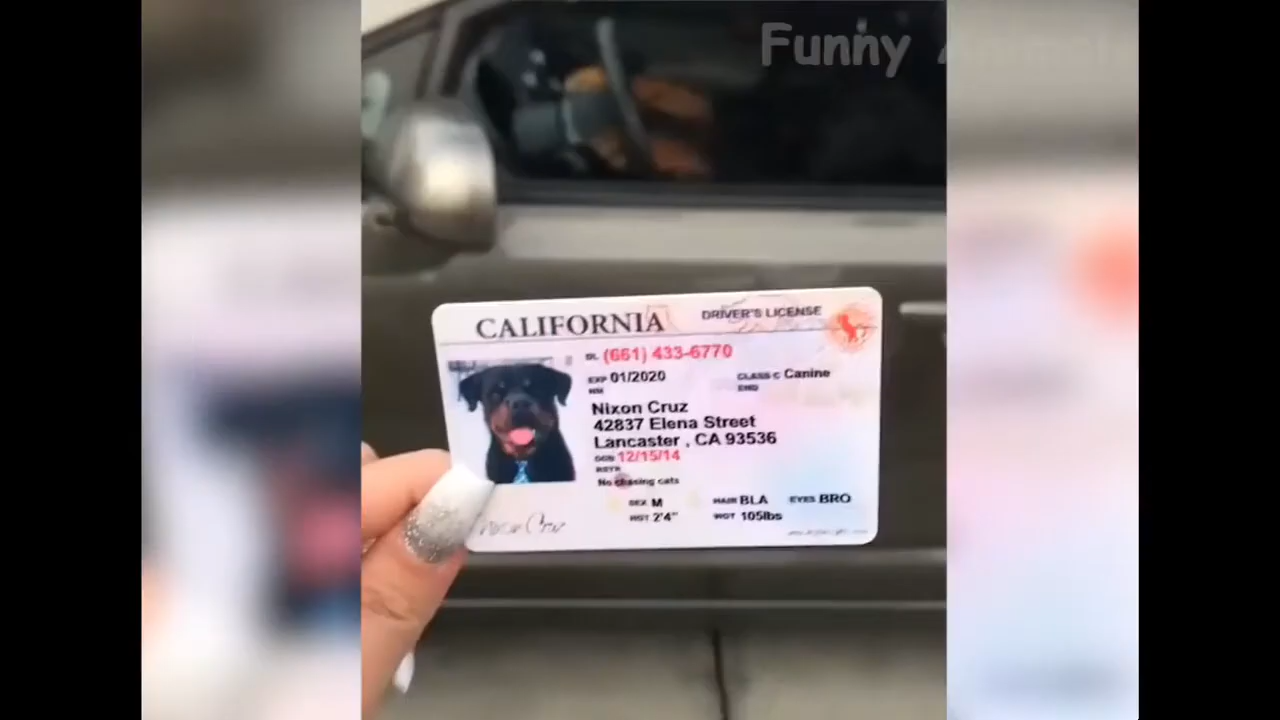 Funny
CALIFORNIA
DRIVER'S LICENSE
DL (661) 433-6770
EXP 01/2020
CLASS C Canine
END
Nixon Cruz
42837 Elena Street
Lancaster , CA 93536
DOB 12/15/14
RSTR
No chasing cats
SEX M
HAIR BLA
EYES BRO
HGT 2'4"
WGT 105lbs